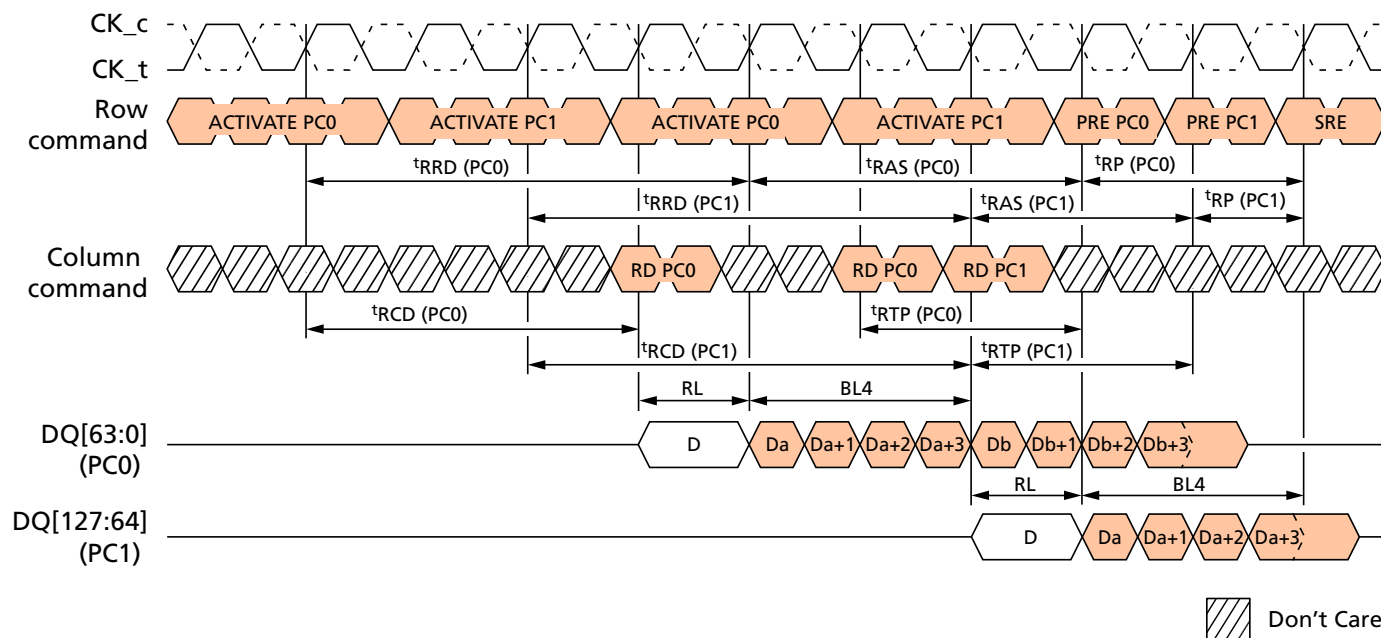 CK_c
CK_t
Row command
ACTIVATE PC0 ACTIVATE PC1 ACTIVATE PC0 ACTIVATE PC1 PRE PC0 PRE PC1 SRE
tRRD (PC0) tRAS (PC0) tRP (PC0)
tRRD (PC1) tRAS (PC1) tRP (PC1)
Column command
RD PC0 RD PC0 RD PC1
tRCD (PC0) tRTP (PC0)
tRCD (PC1) tRTP (PC1)
RL BL4
DQ[63:0] (PC0)
D Da Da+1 Da+2 Da+3 Db Db+1 Db+2 Db+3
RL BL4
DQ[127:64] (PC1)
D Da Da+1 Da+2 Da+3
Don't Care